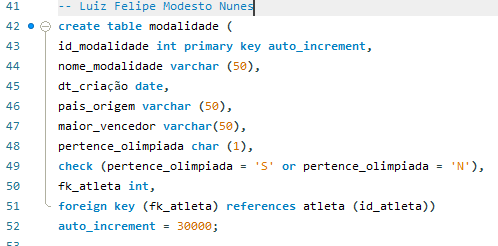 41 -- Luiz Felipe Modesto Nunes
42 create table modalidade (
43 id_modalidade int primary key auto_increment,
44 nome_modalidade varchar (50),
45 dt_criação date,
46 pais_origem varchar (50),
47 maior_vencedor varchar(50),
48 pertence_olimpiada char (1),
49 check (pertence_olimpiada = 'S' or pertence_olimpiada = 'N'),
50 fk_atleta int,
51 foreign key (fk_atleta) references atleta (id_atleta))
52 auto_increment = 30000;